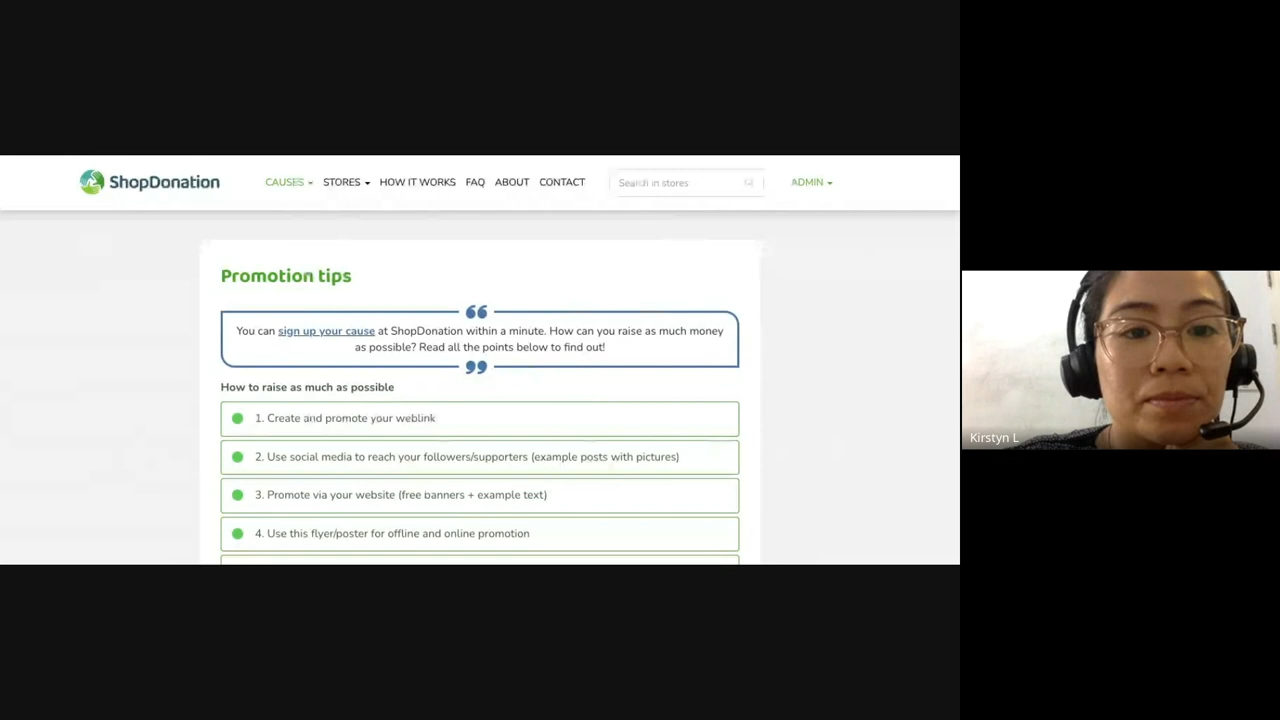 ShopDonation
CAUSES STORES HOW IT WORKS FAQ ABOUT CONTACT Search in stores ADMIN
Promotion tips
You can sign up your cause at ShopDonation within a minute. How can you raise as much money
as possible? Read all the points below to find out!
How to raise as much as possible
1. Create and promote your weblink
2. Use social media to reach your followers/supporters (example posts with pictures)
3. Promote via your website (free banners + example text)
4. Use this flyer/poster for offline and online promotion
Kirstyn L